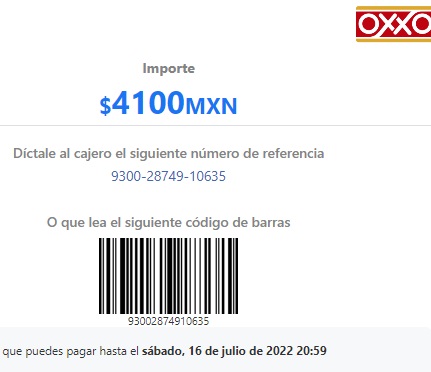 OXXO
Importe
$4100MXN
Díctale al cajero el siguiente número de referencia
9300-28749-10635
O que lea el siguiente código de barras
93002874910635
que puedes pagar hasta el sábado, 16 de julio de 2022 20:59